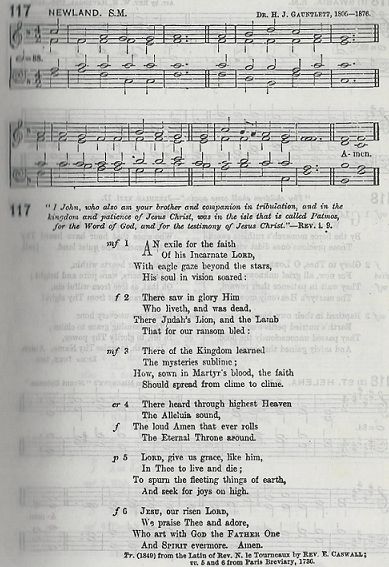 117 NEWLAND. S.M. DR. H. J. GAUNTLETT, 1806—1876.
= 88.
A- men.
117 "I John, who also am your brother and companion in tribulation, and in the
kingdom and patience of Jesus Christ, was in the isle that is called Patmos,
for the Word of God, and for the testimony of Jesus Christ."—REV. i. 9.
mf 1 AN exile for the faith
Of his Incarnate LORD,
With eagle gaze beyond the stars,
His soul in vision soared:
f 2 There saw in glory HIM
Who liveth, and was dead,
There Judah's Lion, and the Lamb
That for our ransom bled:
mf 3 There of the Kingdom learned
The mysteries sublime;
How, sown in Martyr's blood, the faith
Should spread from clime to clime.
cr 4 There heard through highest Heaven
The Alleluia sound,
f The loud Amen that ever rolls
The Eternal Throne around.
p 5 LORD, give us grace, like him,
In Thee to live and die;
To spurn the fleeting things of earth,
And seek for joys on high.
f 6 JESU, our risen LORD,
We praise Thee and adore,
Who art with GOD the FATHER ONE
And SPIRIT evermore. Amen.
Tr. (1849) from the Latin of Rev. N. le Tourneaux by REV. E. CASWALL;
vv. 5 and 6 from Paris Breviary, 1736.